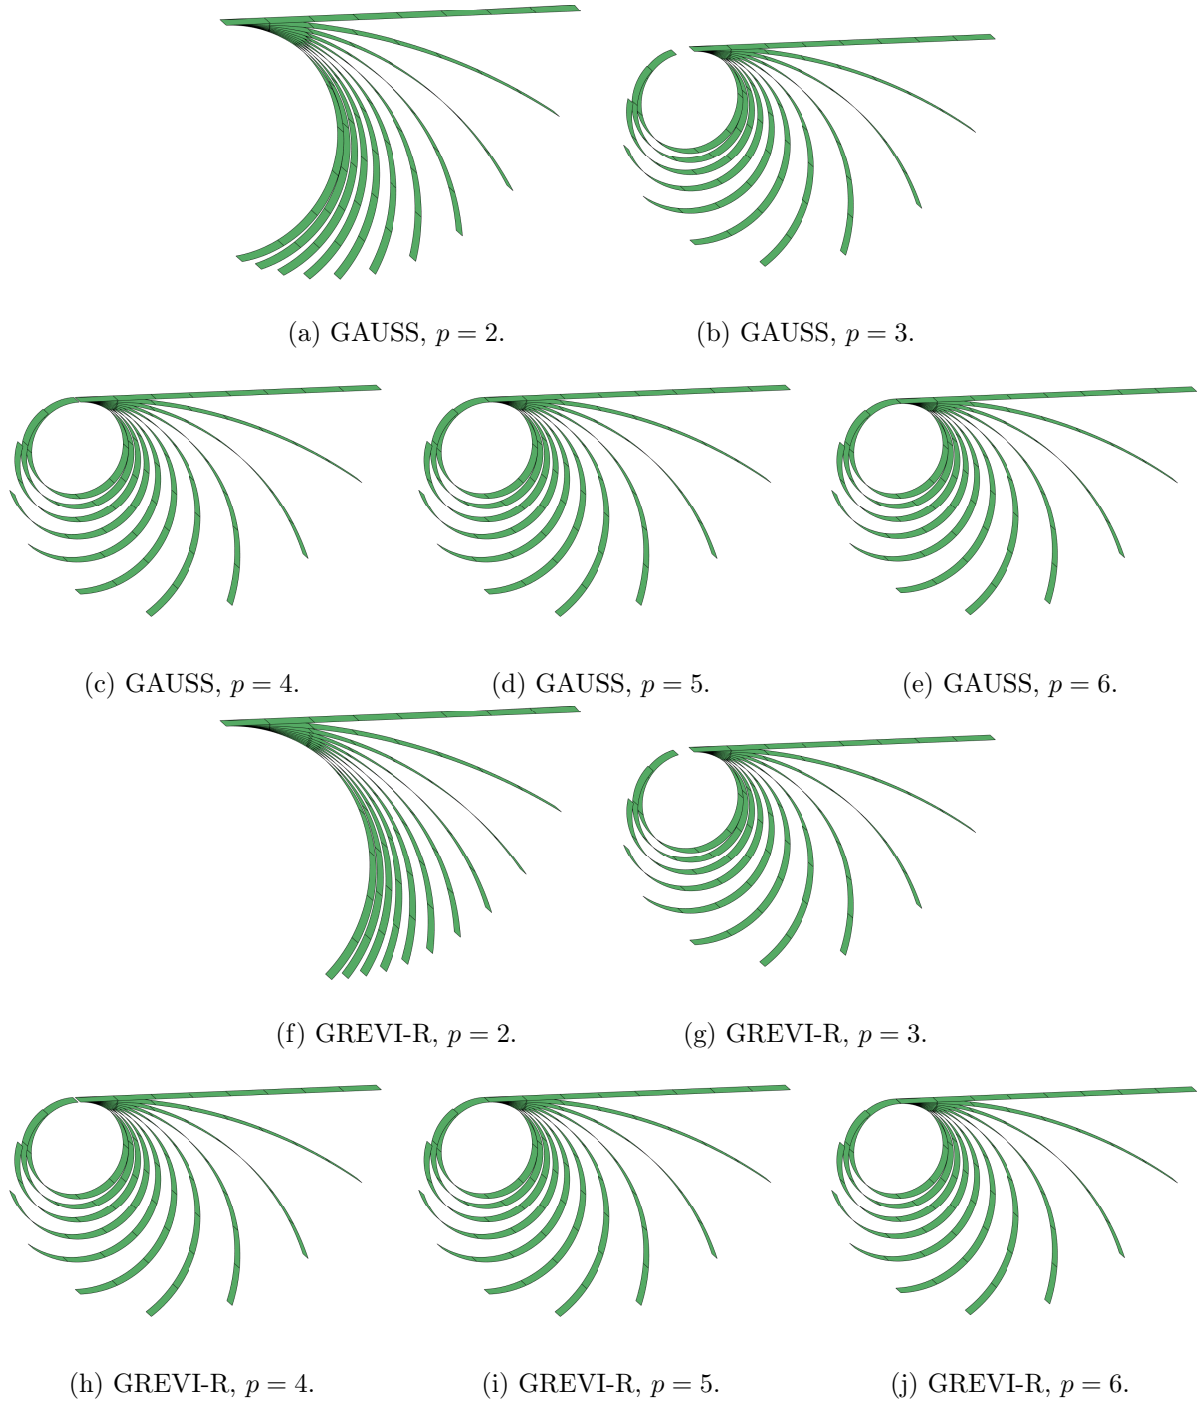 (a) GAUSS, p = 2.
(b) GAUSS, p = 3.
(c) GAUSS, p = 4.
(d) GAUSS, p = 5.
(e) GAUSS, p = 6.
(f) GREVI-R, p = 2.
(g) GREVI-R, p = 3.
(h) GREVI-R, p = 4.
(i) GREVI-R, p = 5.
(j) GREVI-R, p = 6.